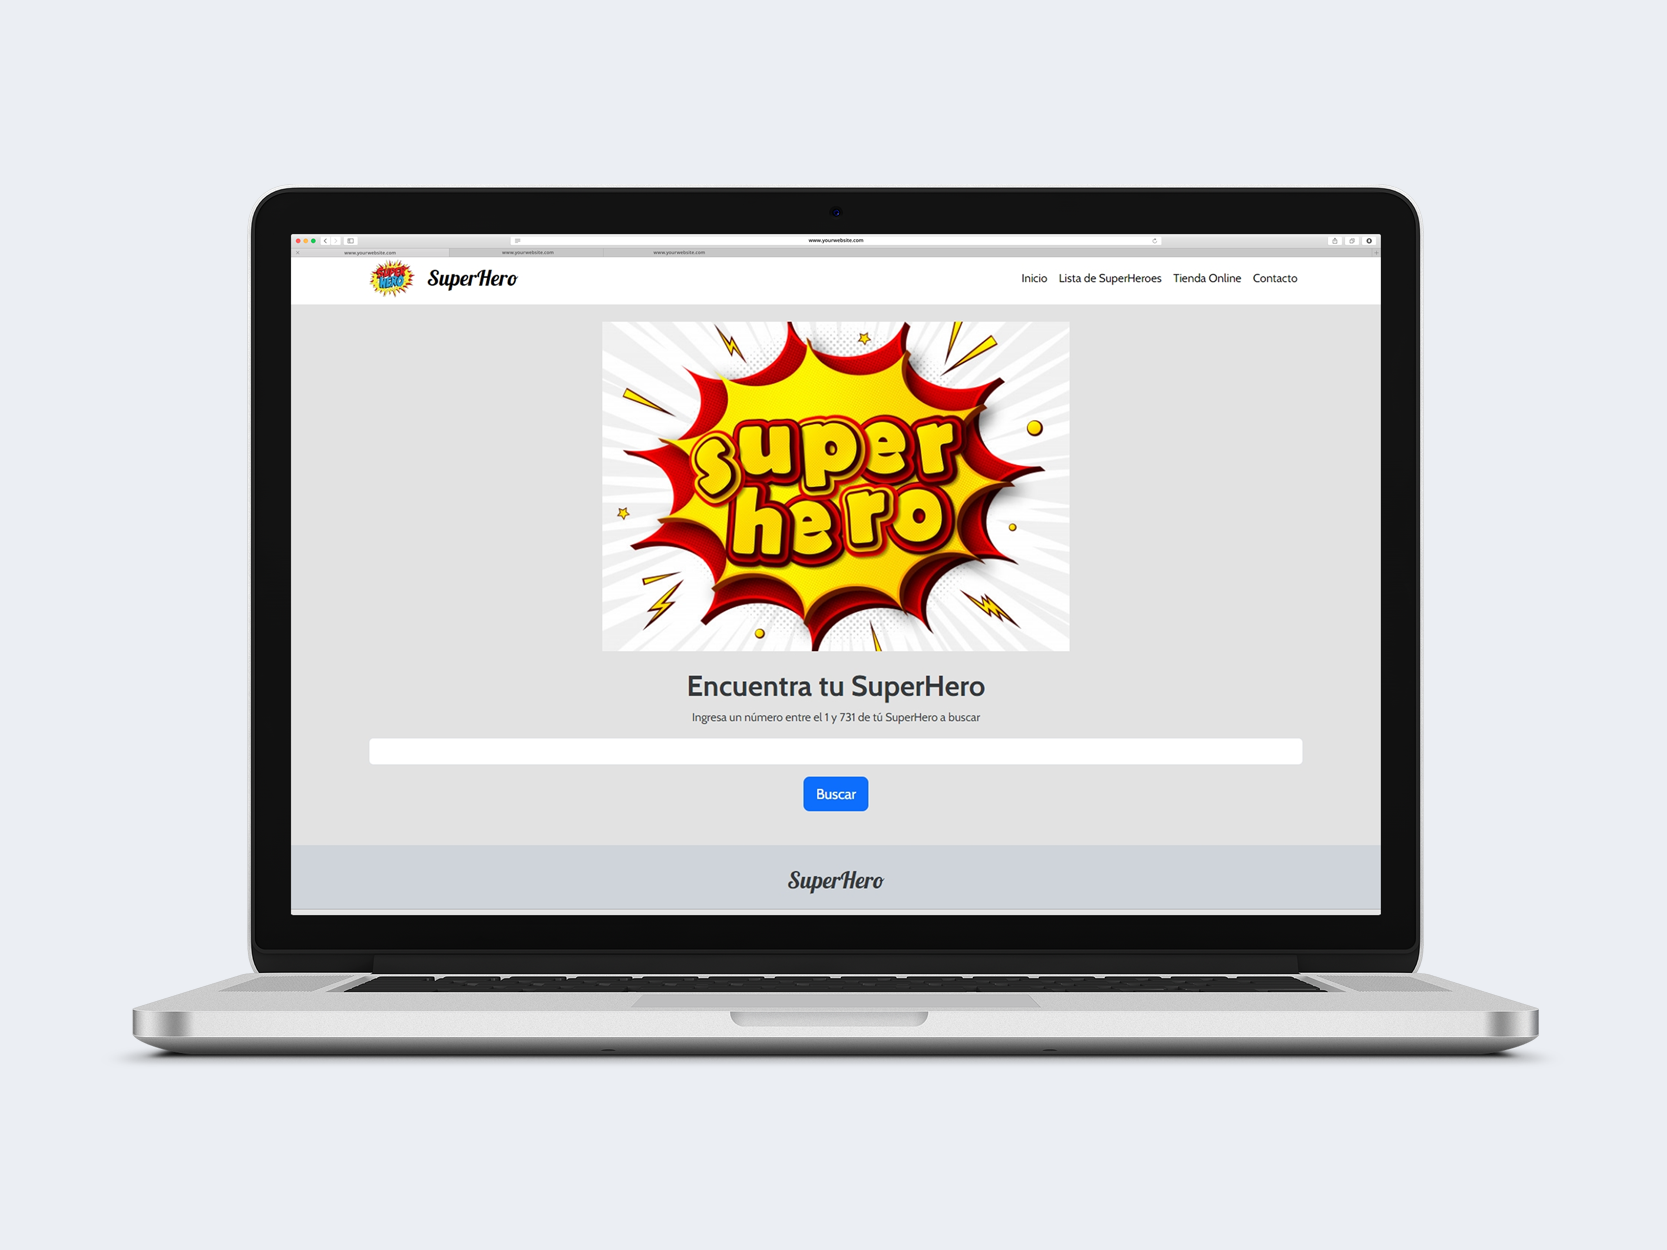 www.yourwebsite.com
www.yourwebsite.com
www.yourwebsite.com
www.yourwebsite.com
SUPER
HERO
SuperHero
Inicio
Lista de SuperHeroes
Tienda Online
Contacto
super
hero
Encuentra tu SuperHero
Ingresa un número entre el 1 y 731 de tú SuperHero a buscar
Buscar
SuperHero